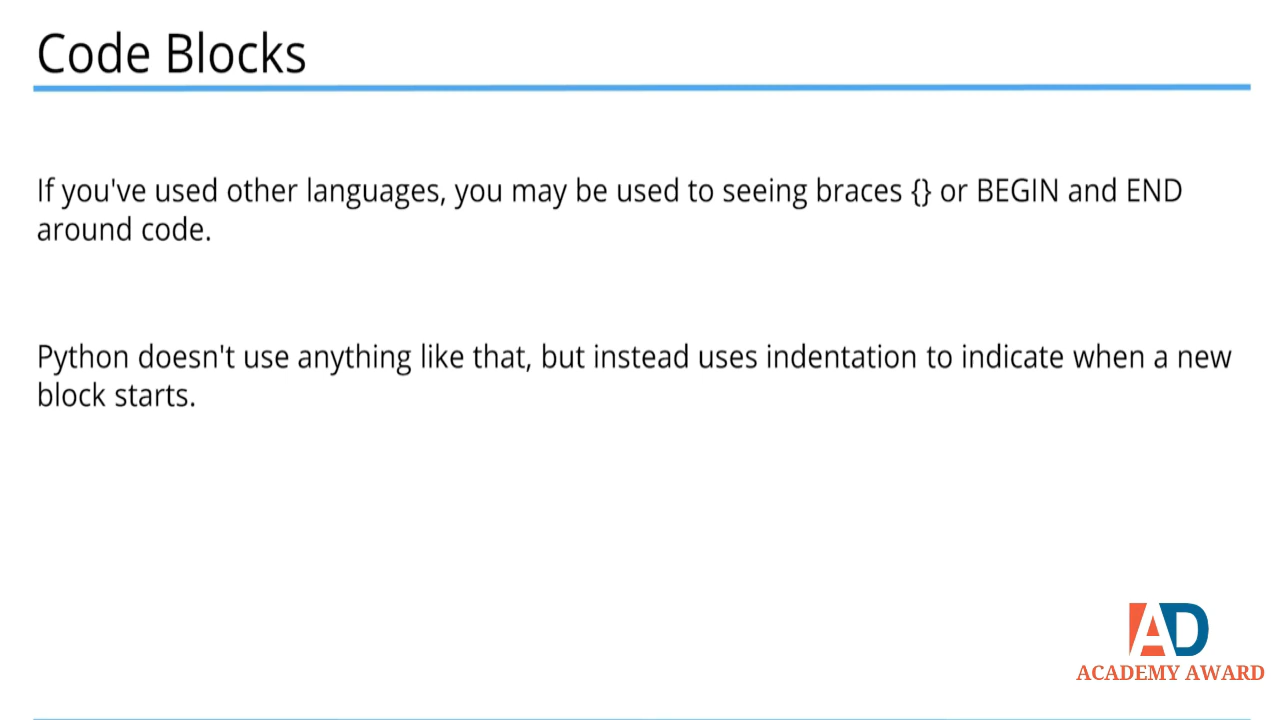 Code Blocks
If you've used other languages, you may be used to seeing braces {} or BEGIN and END
around code.
Python doesn't use anything like that, but instead uses indentation to indicate when a new
block starts.
AD
ACADEMY AWARD